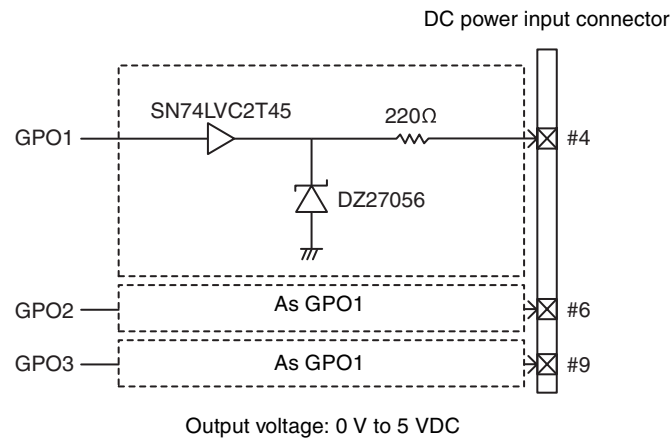 DC power input connector
SN74LVC2T45
220Ω
GPO1
#4
DZ27056
GPO2
As GPO1
#6
GPO3
As GPO1
#9
Output voltage: 0 V to 5 VDC